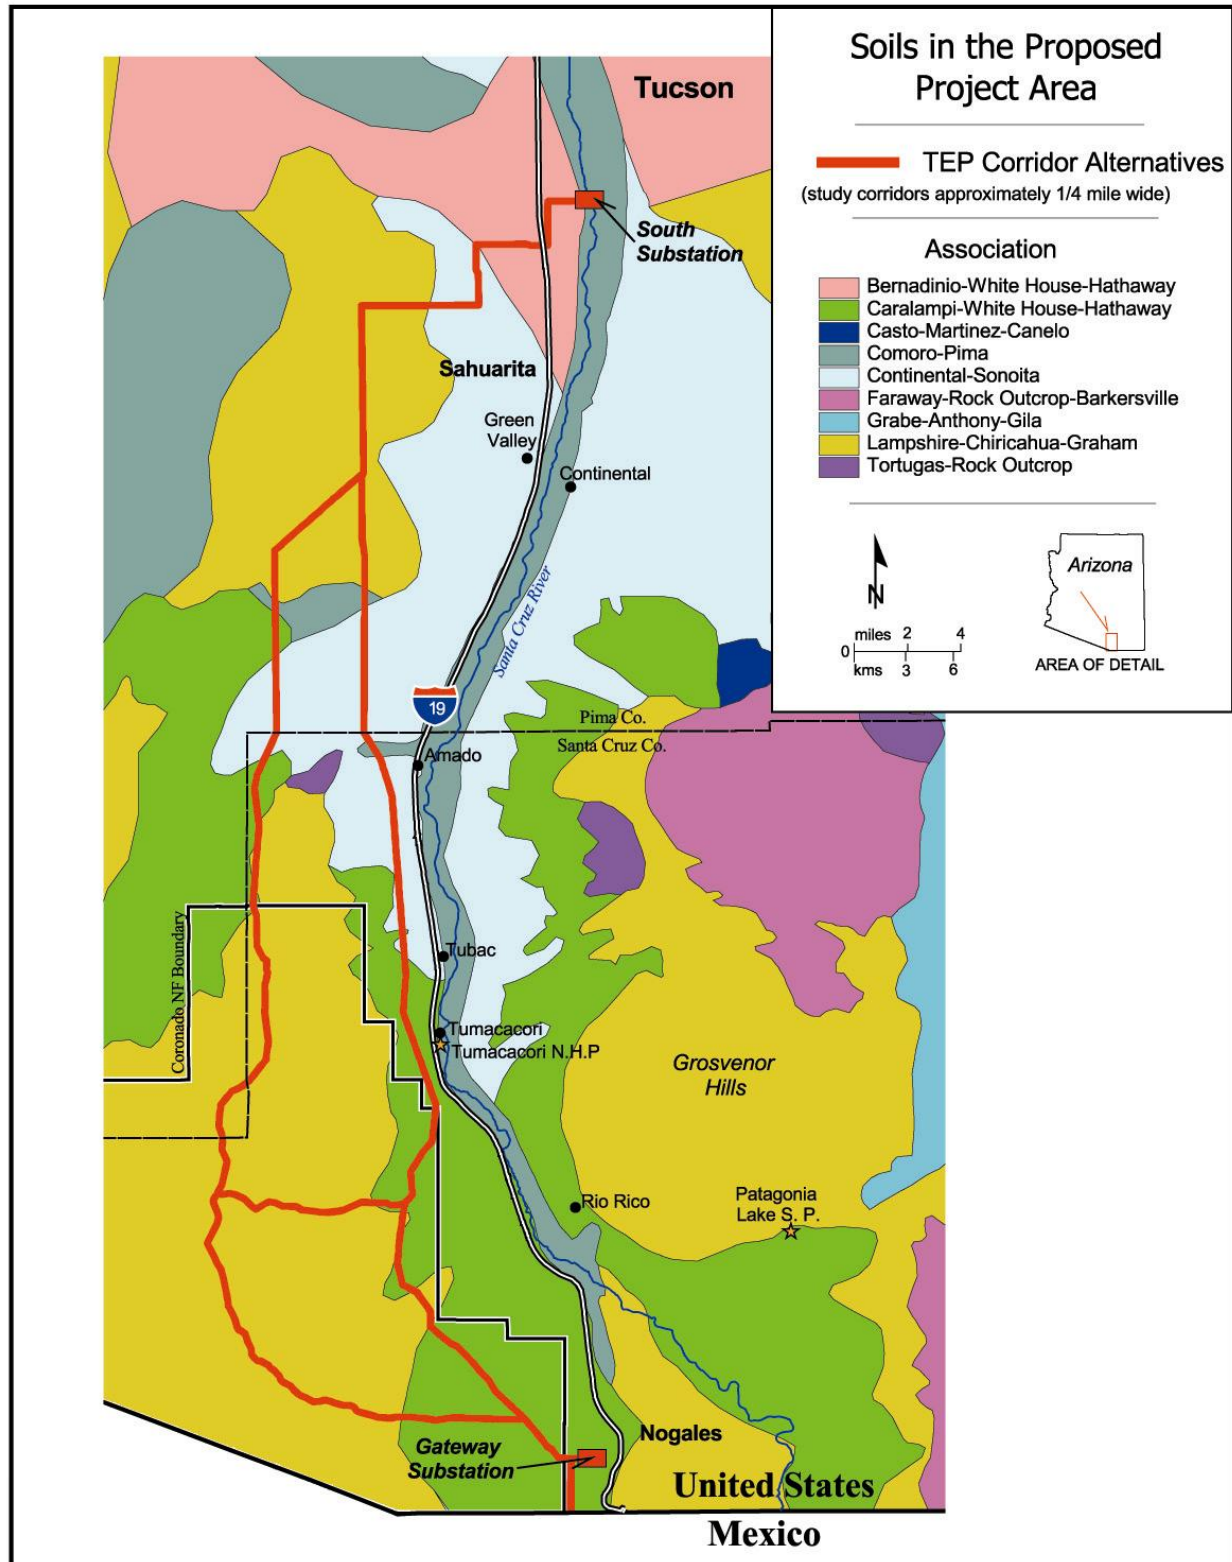 Soils in the Proposed
Project Area
TEP Corridor Alternatives
(study corridors approximately 1/4 mile wide)
Association
Bernadinio-White House-Hathaway
Caralampi-White House-Hathaway
Casto-Martinez-Canelo
Comoro-Pima
Continental-Sonoita
Faraway-Rock Outcrop-Barkersville
Grabe-Anthony-Gila
Lampshire-Chiricahua-Graham
Tortugas-Rock Outcrop
N
miles 2 4
0
kms 3 6
Arizona
AREA OF DETAIL
Tucson
South
Substation
Sahuarita
Green
Valley
Continental
Santa Cruz River
19
Pima Co.
Santa Cruz Co.
Amado
Coronado NF Boundary
Tubac
Tumacacori
Tumacacori N.H.P
Grosvenor
Hills
Rio Rico
Patagonia
Lake S. P.
Nogales
Gateway
Substation
United States
Mexico